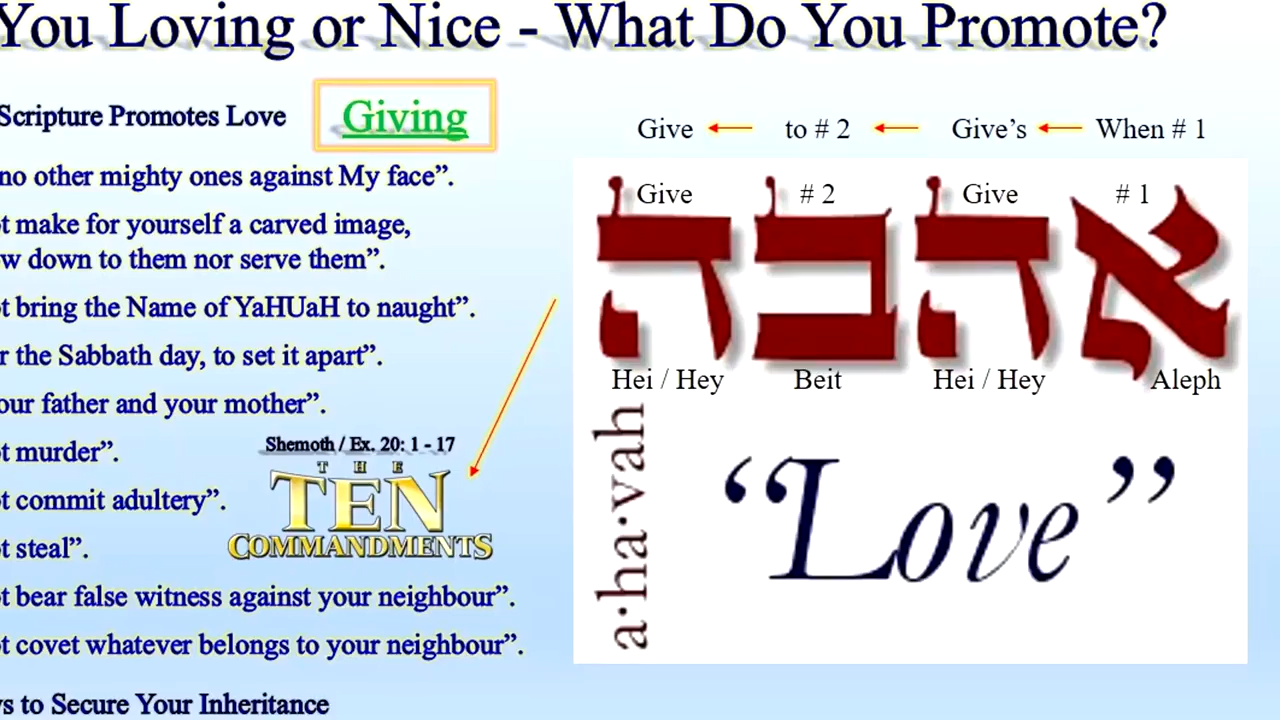 You Loving or Nice - What Do You Promote?
Scripture Promotes Love
Giving
no other mighty ones against My face”.
t make for yourself a carved image,
w down to them nor serve them”.
t bring the Name of YaHUaH to naught”.
r the Sabbath day, to set it apart”.
our father and your mother”.
t murder”.
t commit adultery”.
t steal”.
t bear false witness against your neighbour”.
t covet whatever belongs to your neighbour”.
s to Secure Your Inheritance
Shemoth / Ex. 20: 1 - 17
THE
TEN
COMMANDMENTS
Give to # 2 Give’s When # 1
Give # 2 Give # 1
אהבה
Hei / Hey Beit Hei / Hey Aleph
a·ha·vah
“Love”